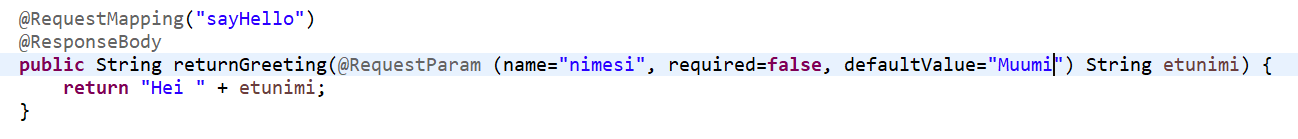 @RequestMapping("sayHello")
@ResponseBody
public String returnGreeting(@RequestParam (name="nimesi", required=false, defaultValue="Muumi") String etunimi) {
    return "Hei " + etunimi;
}